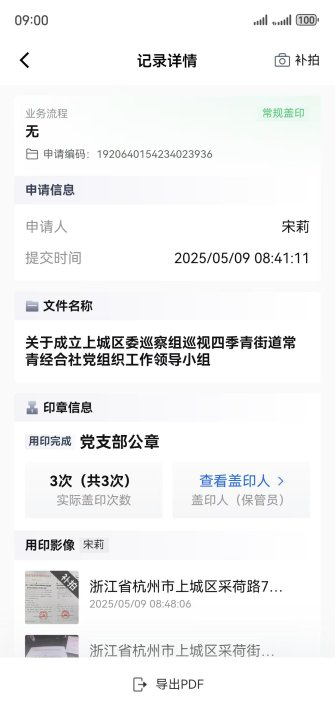 09:00
100
记录详情
补拍
业务流程
常规盖印
无
申请编码：1920640154234023936
申请信息
申请人
宋莉
提交时间
2025/05/09 08:41:11
文件名称
关于成立上城区委巡察组巡视四季青街道常
青经合社党组织工作领导小组
印章信息
用印完成 党支部公章
3次（共3次）
查看盖印人
实际盖印次数
盖印人（保管员）
用印影像 宋莉
补拍
浙江省杭州市上城区采荷路7...
2025/05/09 08:48:06
浙江省杭州市上城区采荷街...
导出PDF